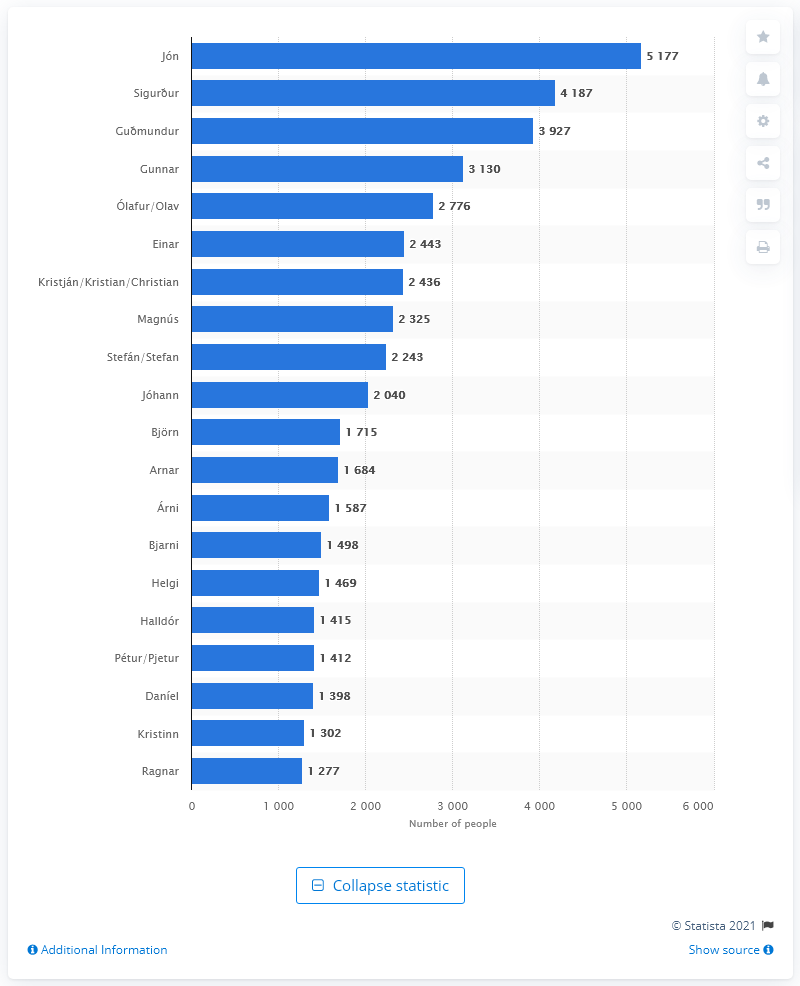 Jón 5 177
Sigurður 4 187
Guðmundur 3 927
Gunnar 3 130
Ólafur/Olav 2 776
Einar 2 443
Kristján/Kristian/Christian 2 436
Magnús 2 325
Stefán/Stefan 2 243
Jóhann 2 040
Björn 1 715
Arnar 1 684
Árni 1 587
Bjarni 1 498
Helgi 1 469
Halldór 1 415
Pétur/Pjetur 1 412
Daníel 1 398
Kristinn 1 302
Ragnar 1 277
0 1 000 2 000 3 000 4 000 5 000 6 000
Number of people
Collapse statistic
© Statista 2021
Additional Information Show source